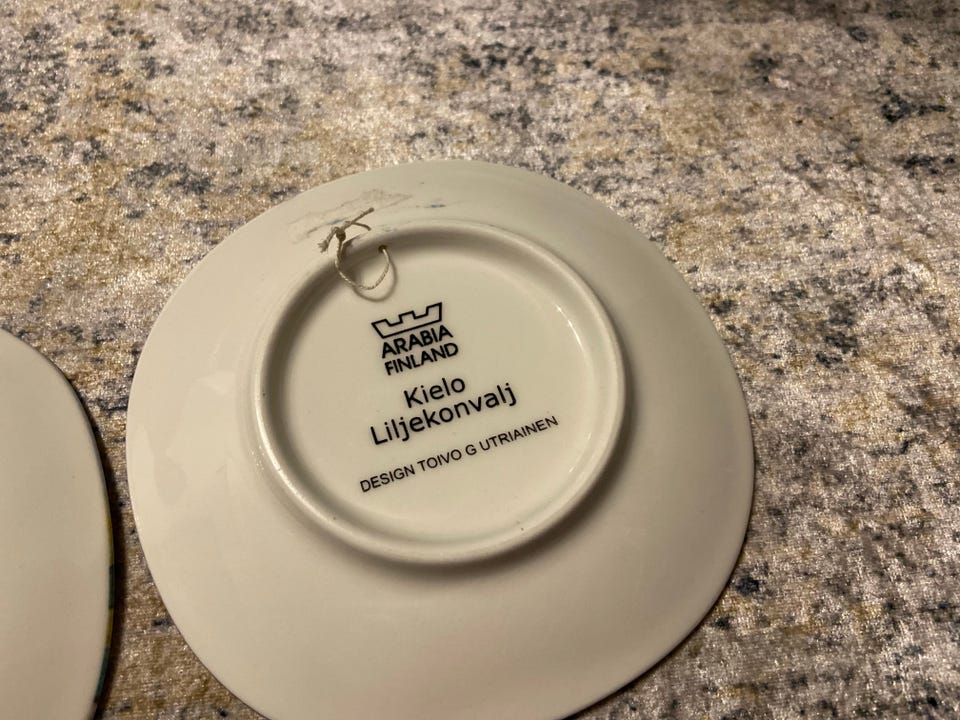 ARABIA
FINLAND
Kielo
Liljekonvalj
DESIGN TOIVO G UTRIAINEN